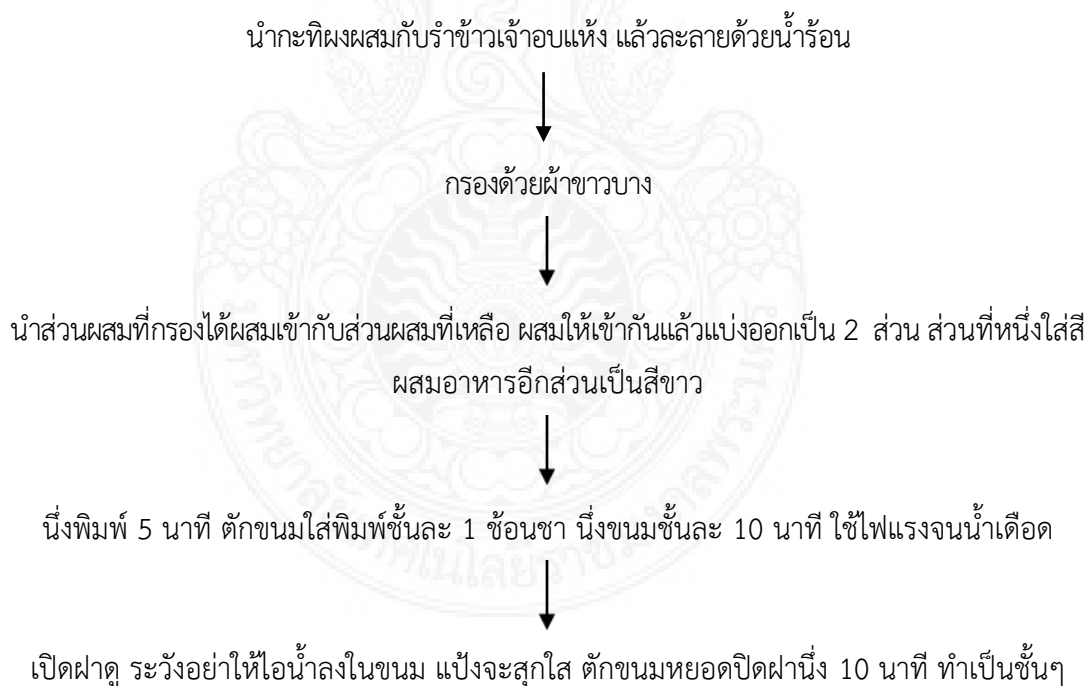 นำกะทิผงผสมกับรำข้าวเจ้าอบแห้ง แล้วละลายด้วยน้ำร้อน
กรองด้วยผ้าขาวบาง
นำส่วนผสมที่กรองได้ผสมเข้ากับส่วนผสมที่เหลือ ผสมให้เข้ากันแล้วแบ่งออกเป็น 2 ส่วน ส่วนที่หนึ่งใส่สี
ผสมอาหารอีกส่วนเป็นสีขาว
นึ่งพิมพ์ 5 นาที ตักขนมใส่พิมพ์ชั้นละ 1 ช้อนชา นึ่งขนมชั้นละ 10 นาที ใช้ไฟแรงจนน้ำเดือด
เปิดฝาดู ระวังอย่าให้ไอน้ำลงในขนม แป้งจะสุกใส ตักขนมหยอดปิดฝานึ่ง 10 นาที ทำเป็นชั้นๆ